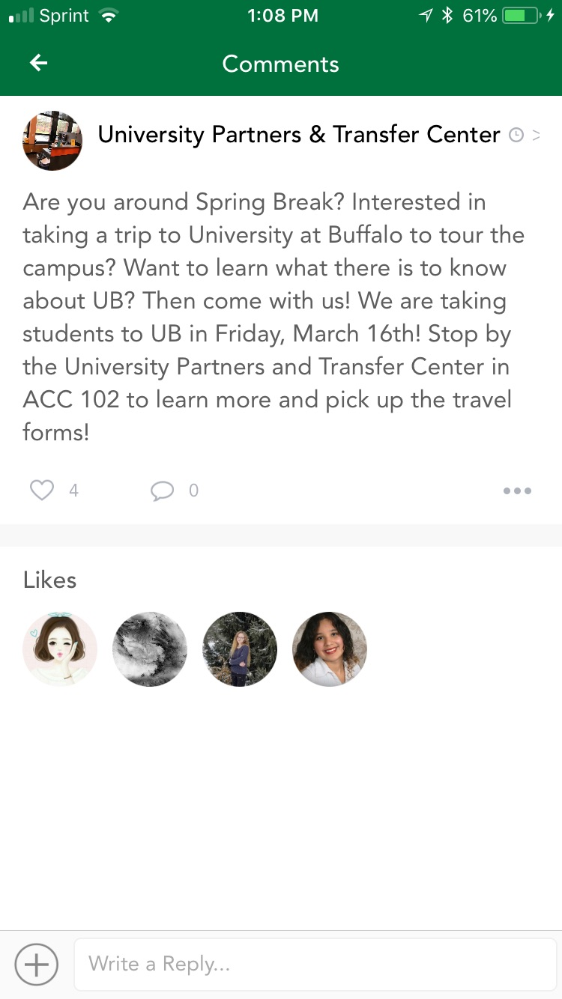 Sprint 1:08 PM 61%
Comments
University Partners & Transfer Center
Are you around Spring Break? Interested in
taking a trip to University at Buffalo to tour the
campus? Want to learn what there is to know
about UB? Then come with us! We are taking
students to UB in Friday, March 16th! Stop by
the University Partners and Transfer Center in
ACC 102 to learn more and pick up the travel
forms!
4 0
Likes
Write a Reply...